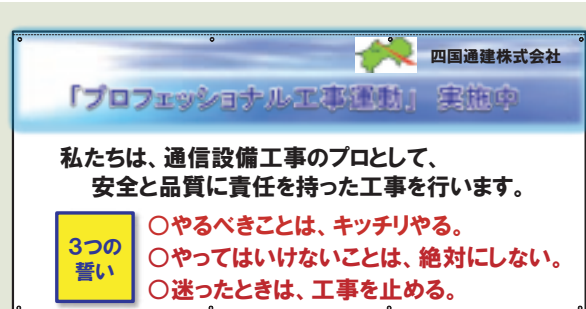 四国通建株式会社
「プロフェッショナル工事運動」 実施中
私たちは、通信設備工事のプロとして、
安全と品質に責任を持った工事を行います。
3つの
誓い
○やるべきことは、キッチリやる。
○やってはいけないことは、絶対にしない。
○迷ったときは、工事を止める。